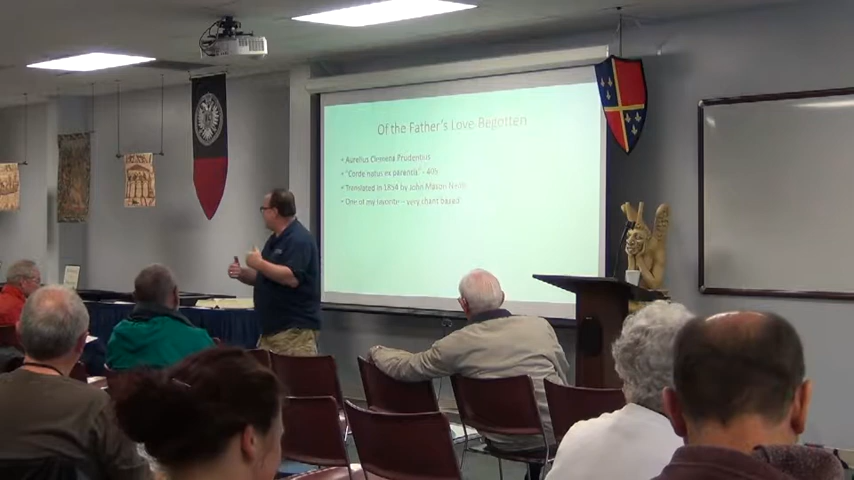 Of the Father's Love Begotten
• Aurelius Clemens Prudentius
• "Corde natus ex parentis" - 405
• Translated in 1854 by John Mason Neale
• One of my favorite – very chant based